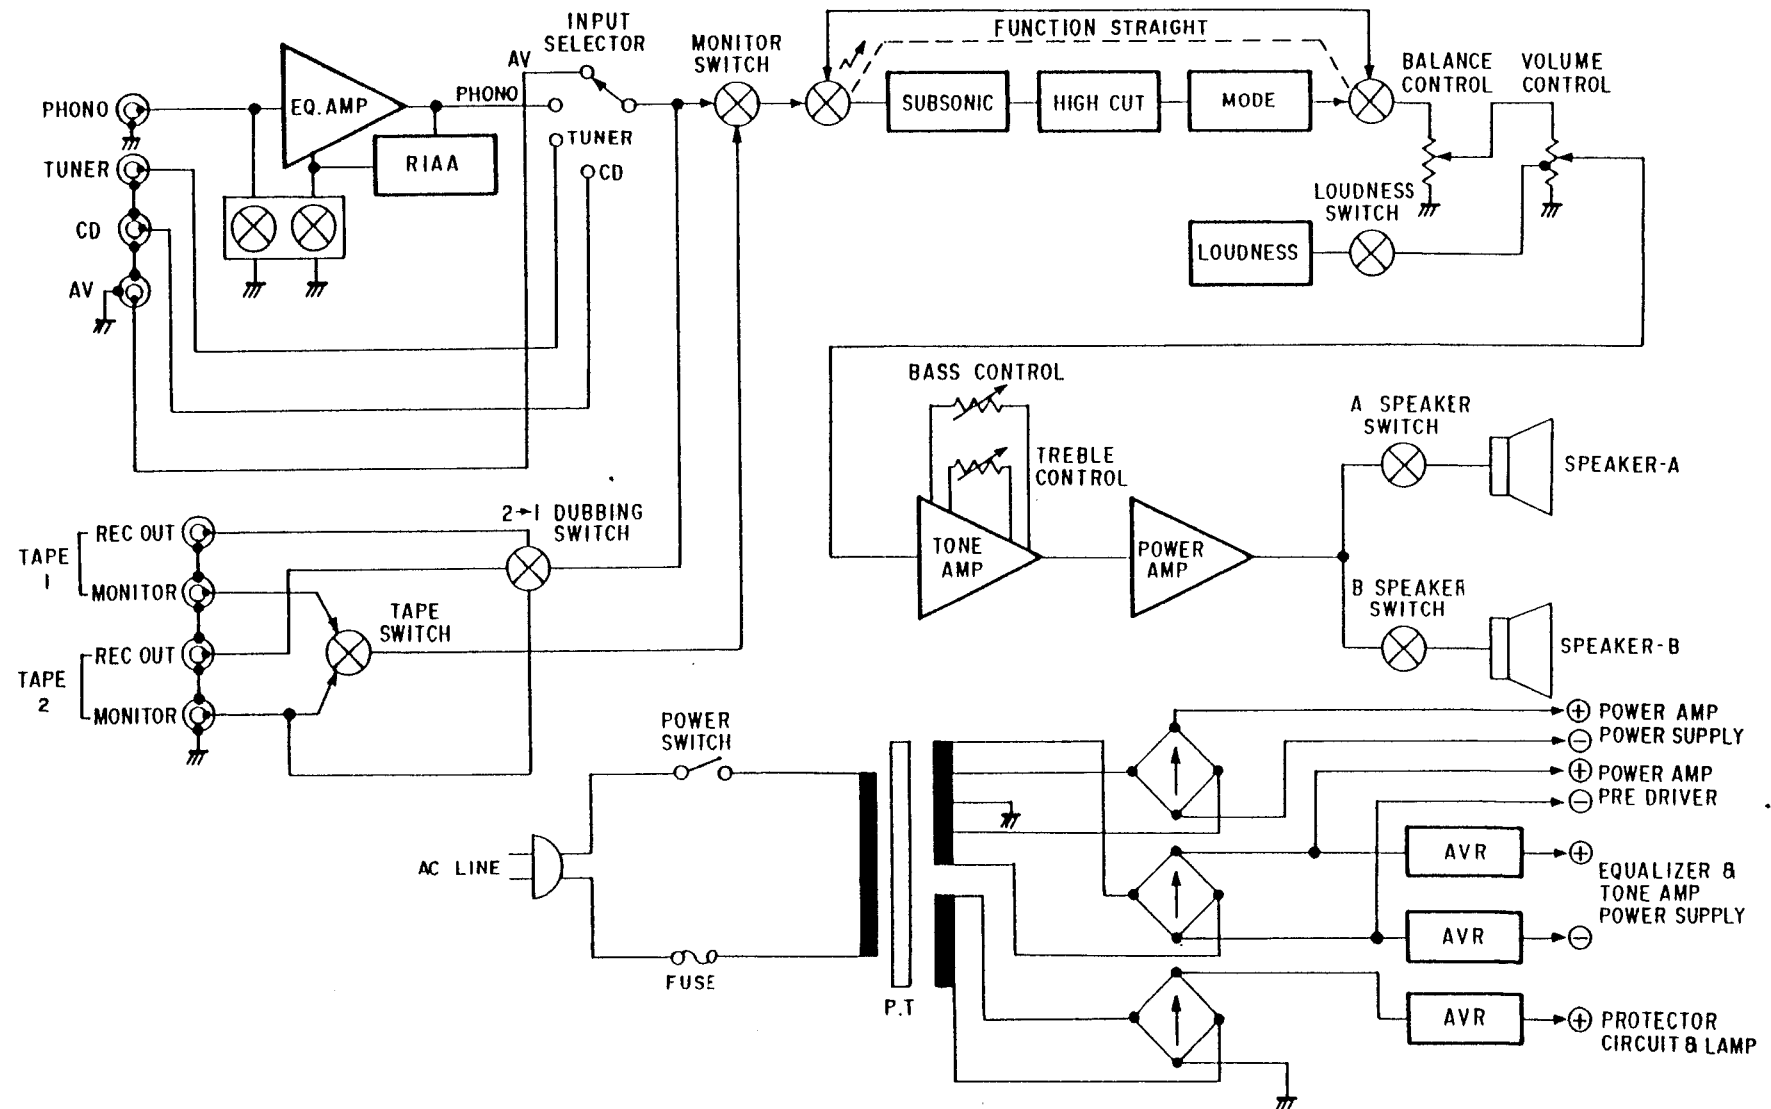 INPUT
SELECTOR
AV
MONITOR
SWITCH
FUNCTION STRAIGHT
BALANCE
CONTROL
VOLUME
CONTROL
PHONO
EQ. AMP
PHONO
SUBSONIC
HIGH CUT
MODE
TUNER
RIAA
TUNER
CD
CD
AV
LOUDNESS
SWITCH
LOUDNESS
BASS CONTROL
TREBLE
CONTROL
A SPEAKER
SWITCH
SPEAKER-A
TONE
AMP
POWER
AMP
B SPEAKER
SWITCH
SPEAKER-B
2→1 DUBBING
SWITCH
TAPE
1
REC OUT
MONITOR
TAPE
SWITCH
TAPE
2
REC OUT
MONITOR
POWER
SWITCH
AC LINE
FUSE
P.T
+ POWER AMP
− POWER SUPPLY
+ POWER AMP
− PRE DRIVER
AVR
+
EQUALIZER &
TONE AMP
POWER SUPPLY
AVR
−
AVR
+ PROTECTOR
CIRCUIT & LAMP